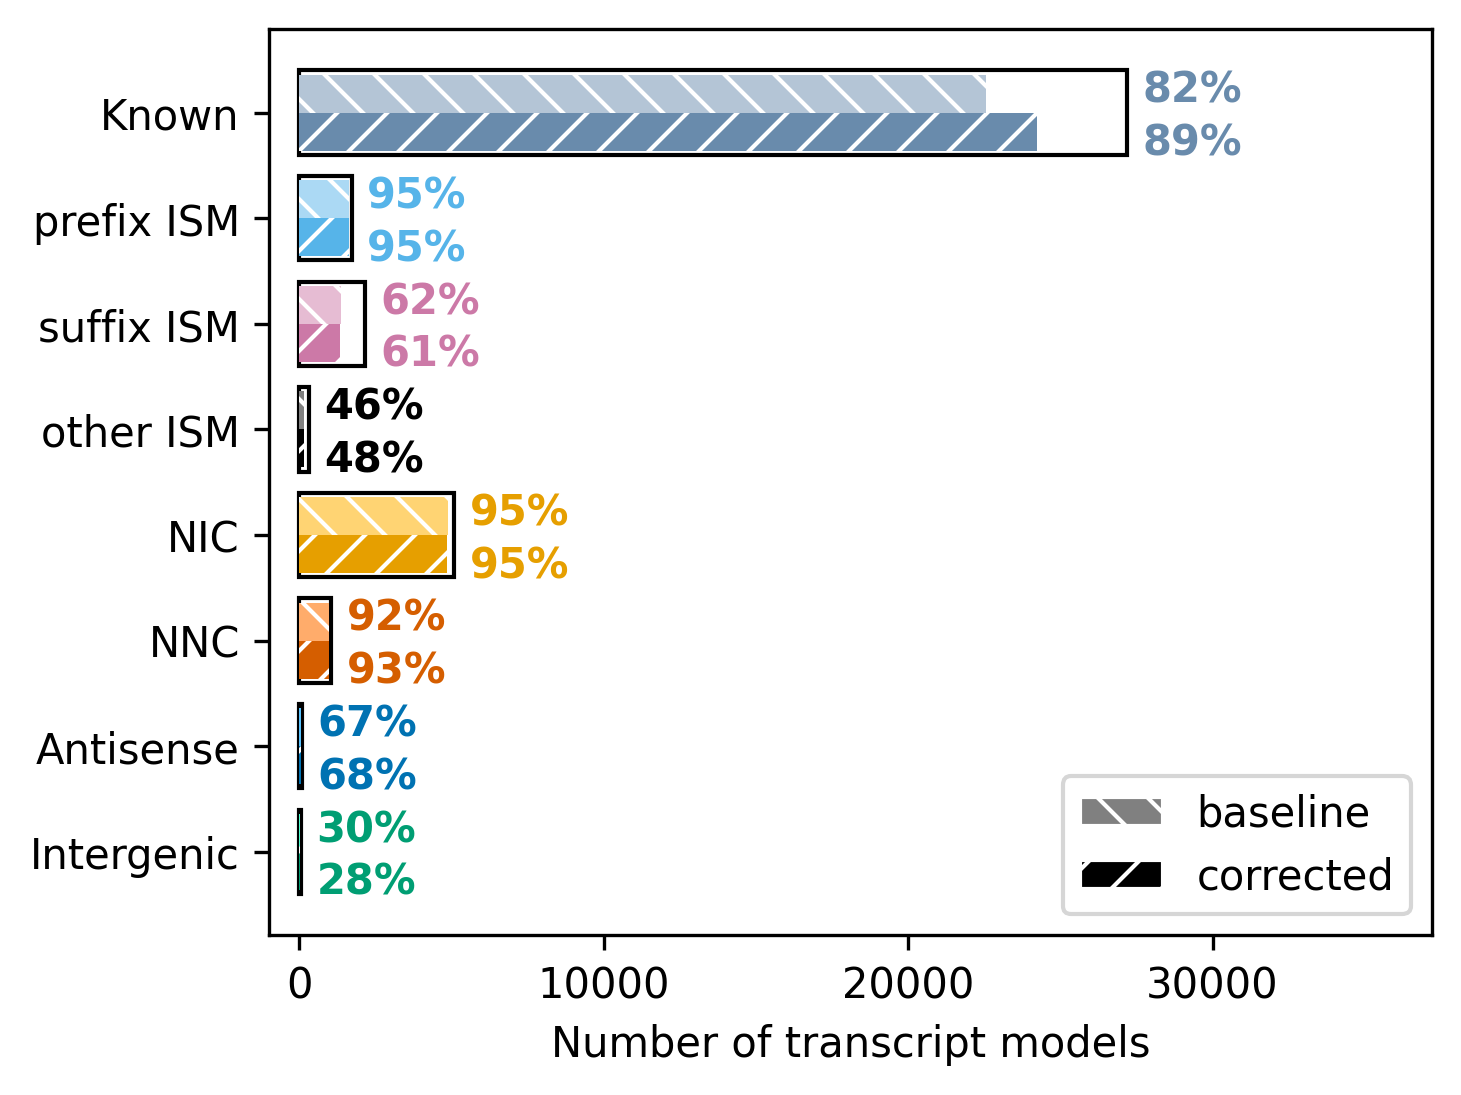 Known
82%
89%
prefix ISM
95%
95%
suffix ISM
62%
61%
other ISM
46%
48%
NIC
95%
95%
NNC
92%
93%
Antisense
67%
68%
Intergenic
30%
28%
baseline
corrected
0 10000 20000 30000
Number of transcript models